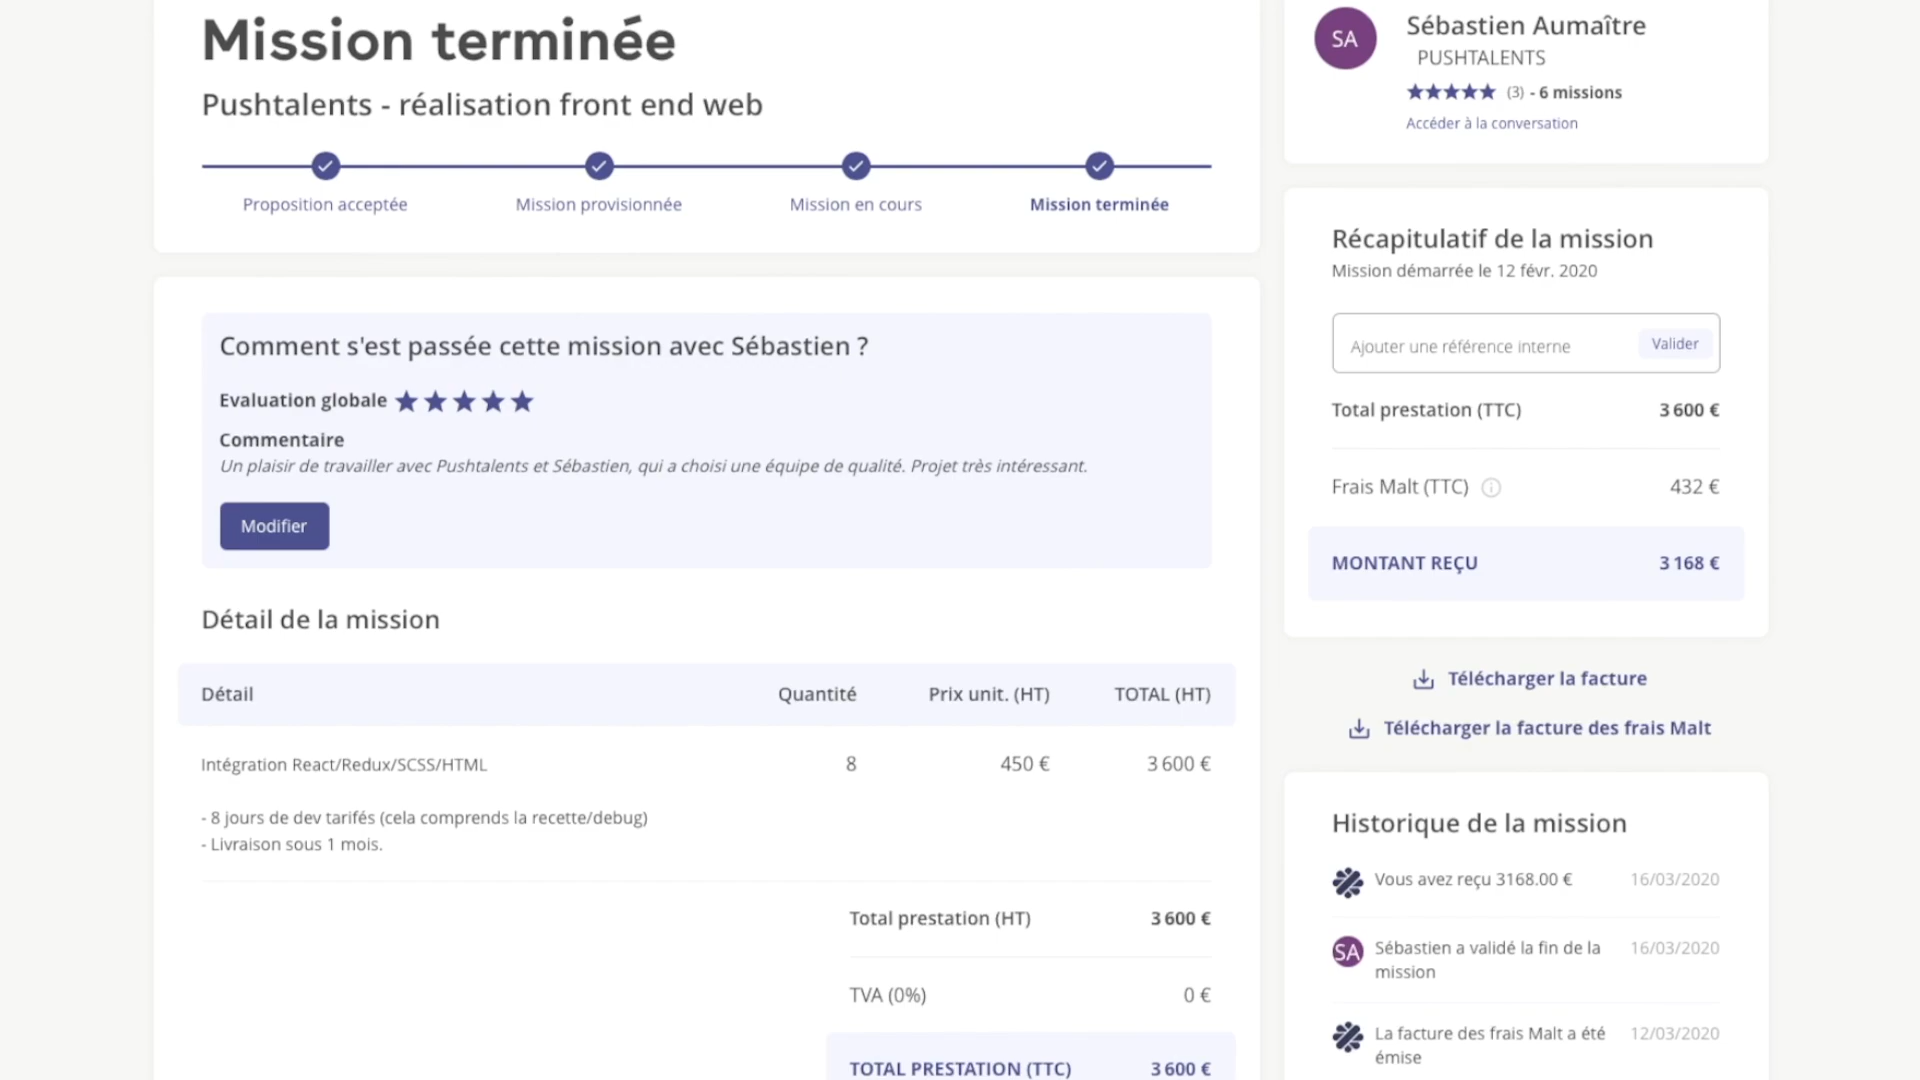 Mission terminée
Pushtalents - réalisation front end web
Proposition acceptée
Mission provisionnée
Mission en cours
Mission terminée
Comment s'est passée cette mission avec Sébastien ?
Evaluation globale
Commentaire
Un plaisir de travailler avec Pushtalents et Sébastien, qui a choisi une équipe de qualité. Projet très intéressant.
Modifier
Détail de la mission
Détail Quantité Prix unit. (HT) TOTAL (HT)
Intégration React/Redux/SCSS/HTML 8 450 € 3 600 €
- 8 jours de dev tarifés (cela comprends la recette/debug)
- Livraison sous 1 mois.
Total prestation (HT) 3 600 €
TVA (0%) 0 €
TOTAL PRESTATION (TTC) 3 600 €
SA
Sébastien Aumaître
PUSHTALENTS
(3) - 6 missions
Accéder à la conversation
Récapitulatif de la mission
Mission démarrée le 12 févr. 2020
Ajouter une référence interne Valider
Total prestation (TTC) 3 600 €
Frais Malt (TTC) 432 €
MONTANT REÇU 3 168 €
Télécharger la facture
Télécharger la facture des frais Malt
Historique de la mission
Vous avez reçu 3168.00 € 16/03/2020
SA Sébastien a validé la fin de la 16/03/2020
mission
La facture des frais Malt a été 12/03/2020
émise